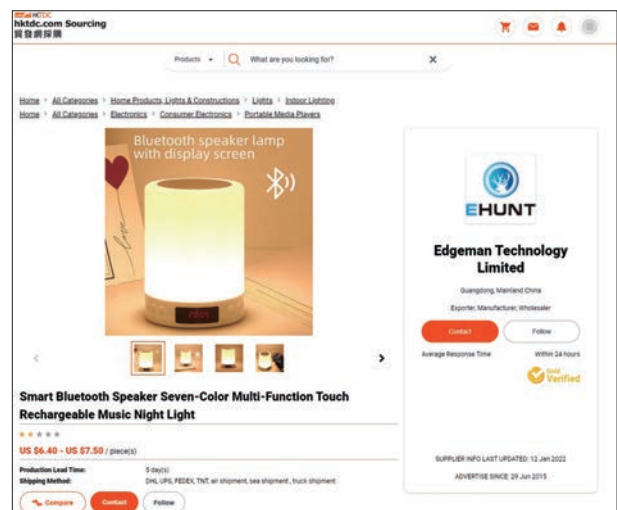 HKTDC
hktdc.com Sourcing
貿發網採購
Products
What are you looking for?
Home > All Categories > Home Products, Lights & Constructions > Lights > Indoor Lighting
Home > All Categories > Electronics > Consumer Electronics > Portable Media Players
Bluetooth speaker lamp
with display screen
love
EHUNT
Edgeman Technology
Limited
Guangdong, Mainland China
Exporter, Manufacturer, Wholesaler
Contact
Follow
Average Response Time
Within 24 hours
Gold
Verified
SUPPLIER INFO LAST UPDATED: 12 Jan 2022
ADVERTISE SINCE: 29 Jun 2015
Smart Bluetooth Speaker Seven-Color Multi-Function Touch
Rechargeable Music Night Light
US $6.40 - US $7.50 / piece(s)
Production Lead Time: 5 day(s)
Shipping Method: DHL, UPS, FEDEX, TNT, air shipment, sea shipment , truck shipment
Compare
Contact
Follow